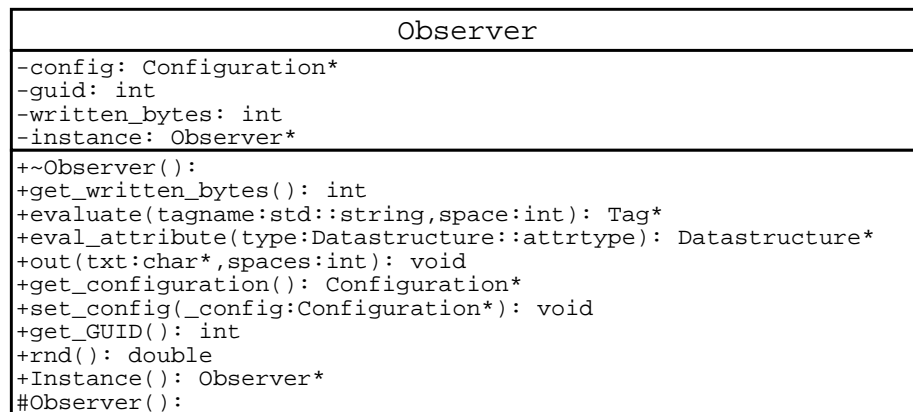 Observer
-config: Configuration*
-guid: int
-written_bytes: int
-instance: Observer*
+~Observer():
+get_written_bytes(): int
+evaluate(tagname:std::string,space:int): Tag*
+eval_attribute(type:Datastructure::attrtype): Datastructure*
+out(txt:char*,spaces:int): void
+get_configuration(): Configuration*
+set_config(_config:Configuration*): void
+get_GUID(): int
+rnd(): double
+Instance(): Observer*
#Observer():